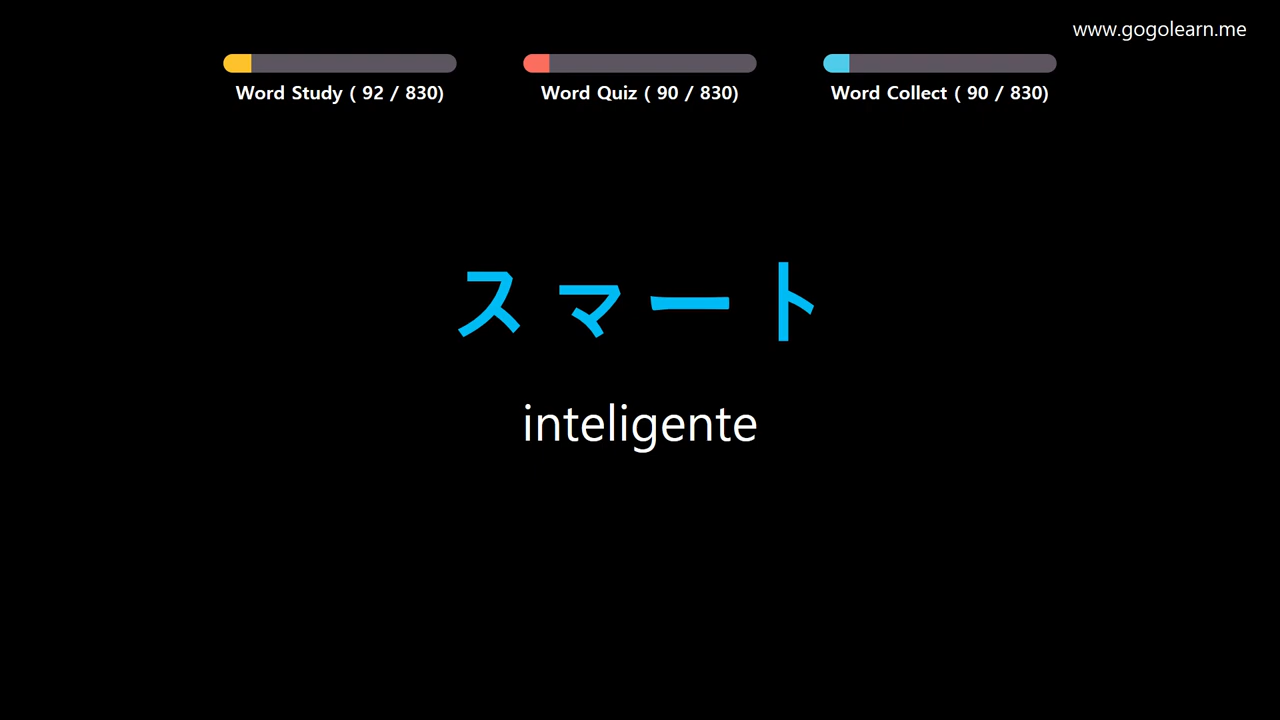 www.gogolearn.me
Word Study ( 92 / 830)
Word Quiz ( 90 / 830)
Word Collect ( 90 / 830)
スマート
inteligente